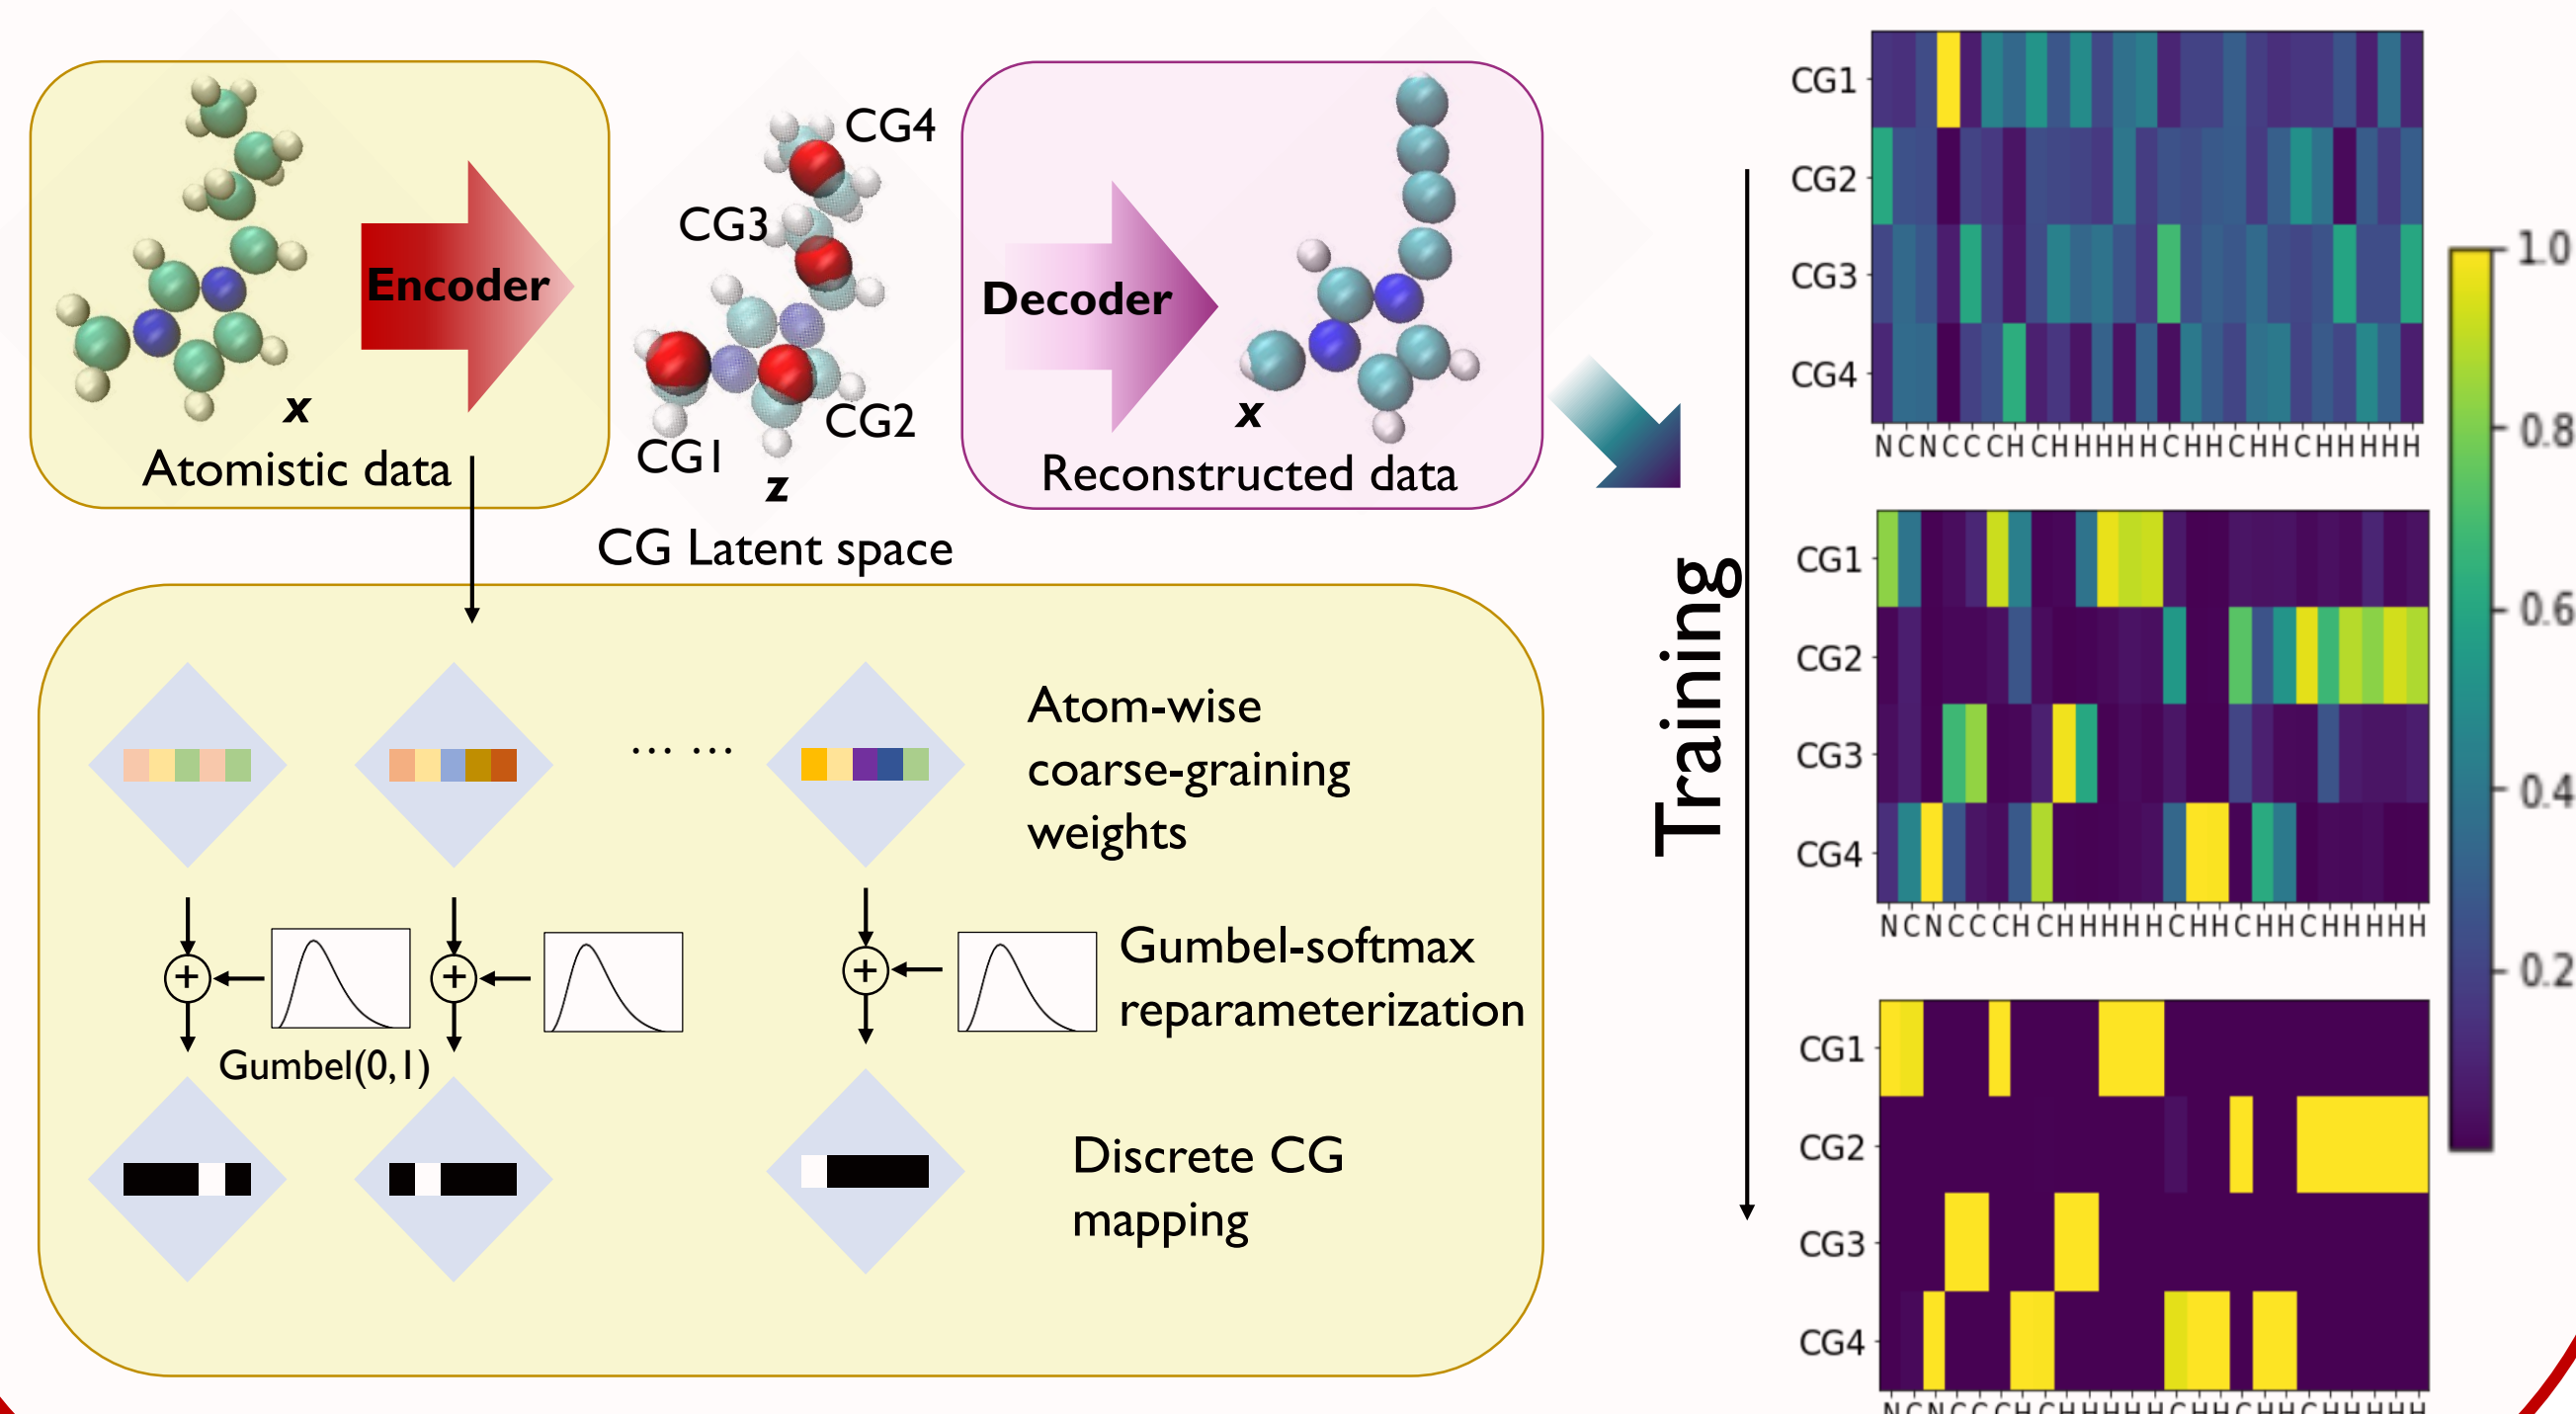 Encoder
x
Atomistic data
CG4
CG3
CG2
CG1
z
CG Latent space
Decoder
x
Reconstructed data
Atom-wise
coarse-graining
weights
… …
+
+
+
Gumbel(0,1)
Gumbel-softmax
reparameterization
Discrete CG
mapping
Training
CG1
CG2
CG3
CG4
N C N C C C H C H H H H H C H H C H H C H H H H H
CG1
CG2
CG3
CG4
N C N C C C H C H H H H H C H H C H H C H H H H H
CG1
CG2
CG3
CG4
N C N C C C H C H H H H H C H H C H H C H H H H H
1.0
0.8
0.6
0.4
0.2